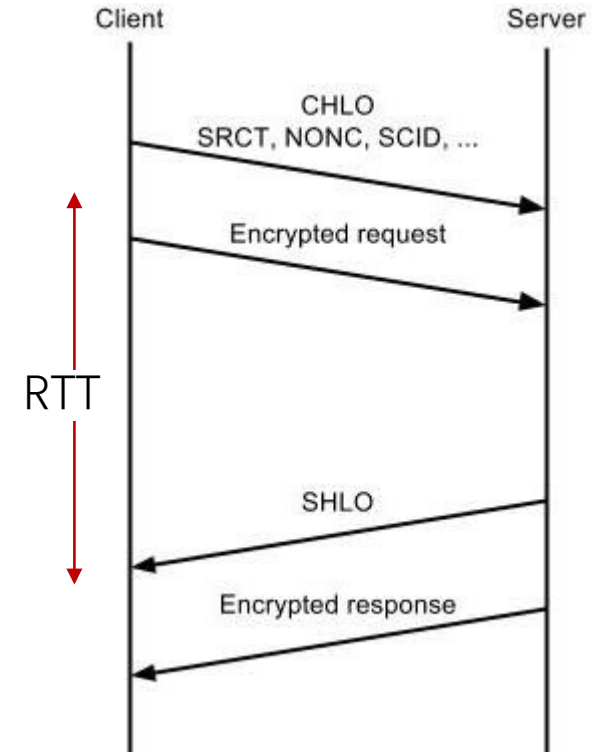 Client
Server
CHLO
SRCT, NONC, SCID, ...
Encrypted request
RTT
SHLO
Encrypted response